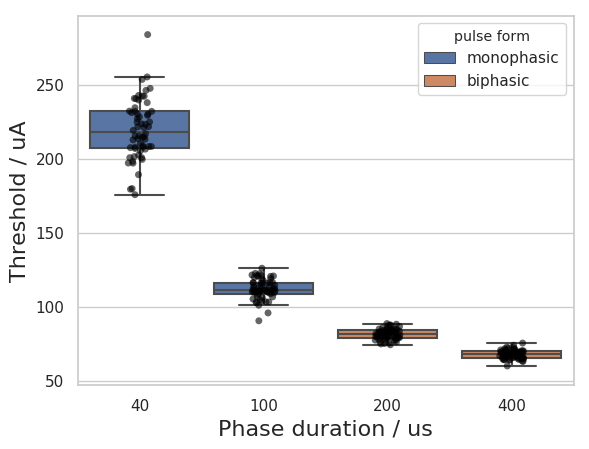 pulse form
monophasic
biphasic
Threshold / uA
250
200
150
100
50
40
100
200
400
Phase duration / us